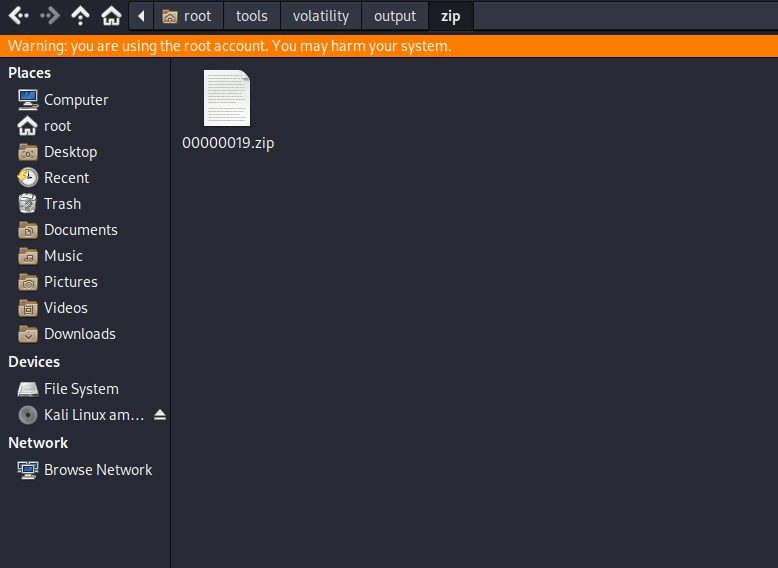 root tools volatility output zip
Warning: you are using the root account. You may harm your system.
Places
Computer
root
Desktop
Recent
Trash
Documents
Music
Pictures
Videos
Downloads
Devices
File System
Kali Linux am...
Network
Browse Network
00000019.zip